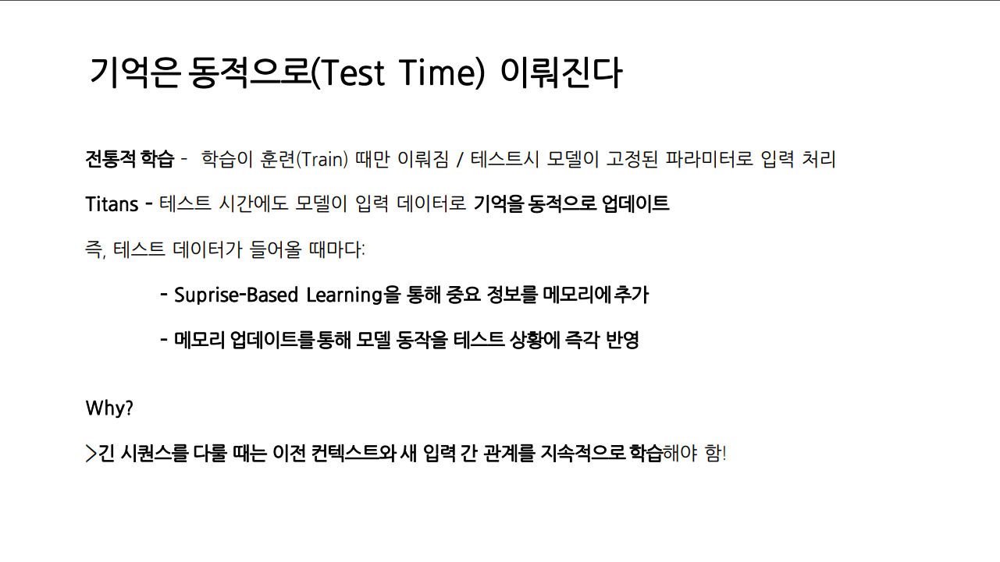 기억은 동적으로(Test Time) 이뤄진다
전통적 학습 - 학습이 훈련(Train) 때만 이뤄짐 / 테스트시 모델이 고정된 파라미터로 입력 처리
Titans - 테스트 시간에도 모델이 입력 데이터로 기억을 동적으로 업데이트
즉, 테스트 데이터가 들어올 때마다:
- Suprise-Based Learning을 통해 중요 정보를 메모리에 추가
- 메모리 업데이트를 통해 모델 동작을 테스트 상황에 즉각 반영
Why?
>긴 시퀀스를 다룰 때는 이전 컨텍스트와 새 입력 간 관계를 지속적으로 학습해야 함!